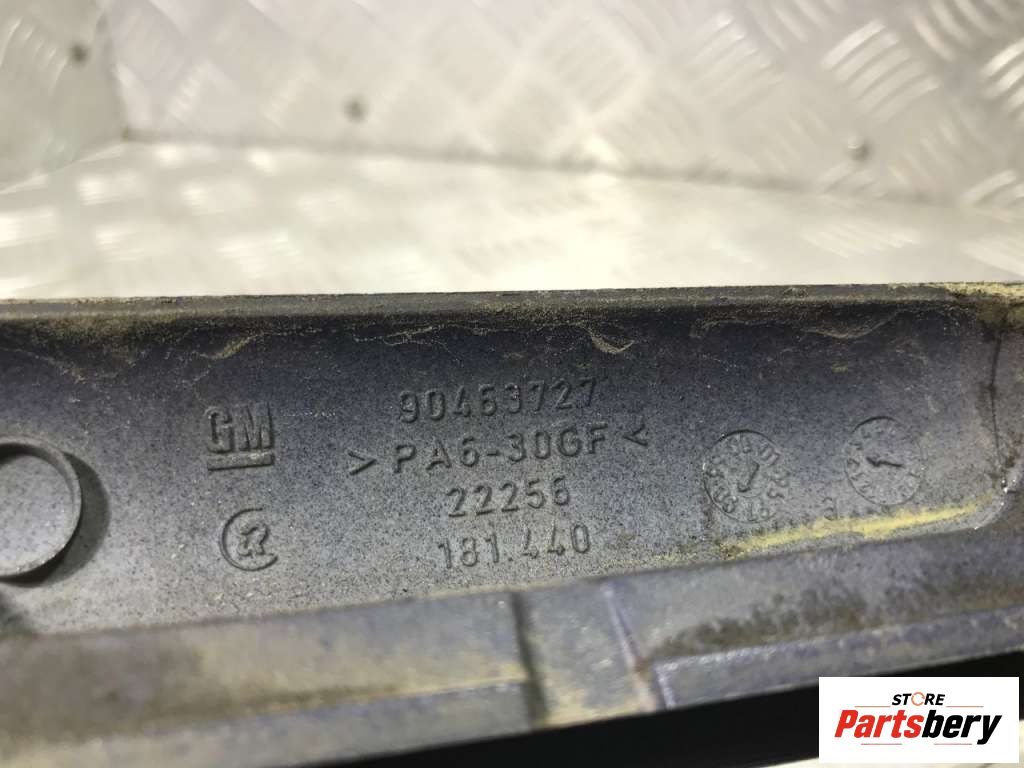 GM
90463727
>PA6-30GF<
22256
181.440
STORE
Partsbery